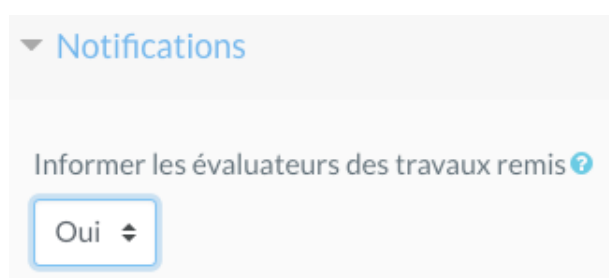 Notifications
Informer les évaluateurs des travaux remis
Oui